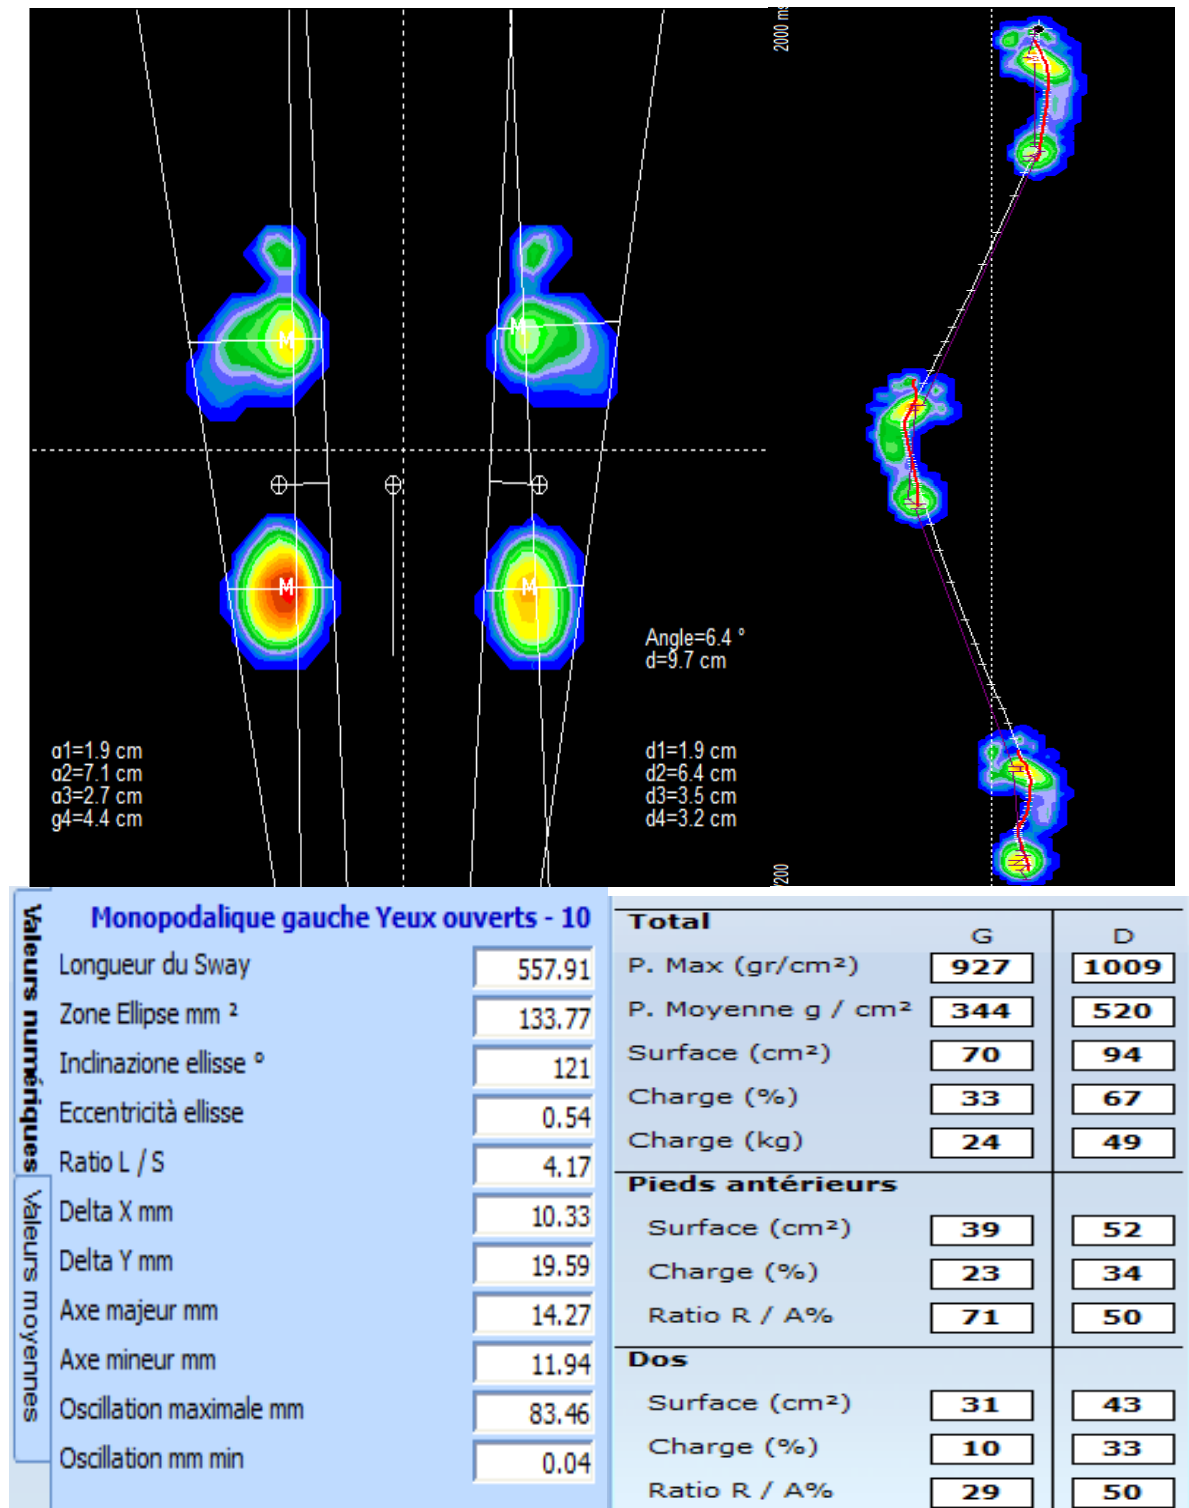 2000 ms
M
M
M
M
Angle=6.4 °
d=9.7 cm
α1=1.9 cm
α2=7.1 cm
α3=2.7 cm
g4=4.4 cm
d1=1.9 cm
d2=6.4 cm
d3=3.5 cm
d4=3.2 cm
Valeurs numériques
Valeurs moyennes
Monopodalique gauche Yeux ouverts - 10
Longueur du Sway 557.91
Zone Ellipse mm ² 133.77
Inclinazione ellisse ° 121
Eccentricità ellisse 0.54
Ratio L / S 4.17
Delta X mm 10.33
Delta Y mm 19.59
Axe majeur mm 14.27
Axe mineur mm 11.94
Oscillation maximale mm 83.46
Oscillation mm min 0.04
Total G D
P. Max (gr/cm²) 927 1009
P. Moyenne g / cm² 344 520
Surface (cm²) 70 94
Charge (%) 33 67
Charge (kg) 24 49
Pieds antérieurs
Surface (cm²) 39 52
Charge (%) 23 34
Ratio R / A% 71 50
Dos
Surface (cm²) 31 43
Charge (%) 10 33
Ratio R / A% 29 50